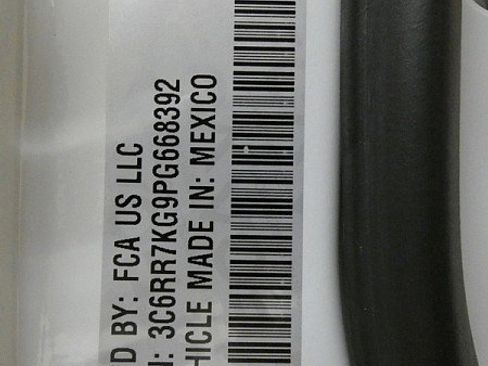 D BY: FCA US LLC
N: 3C6RR7KG9PG668392
HICLE MADE IN: MEXICO